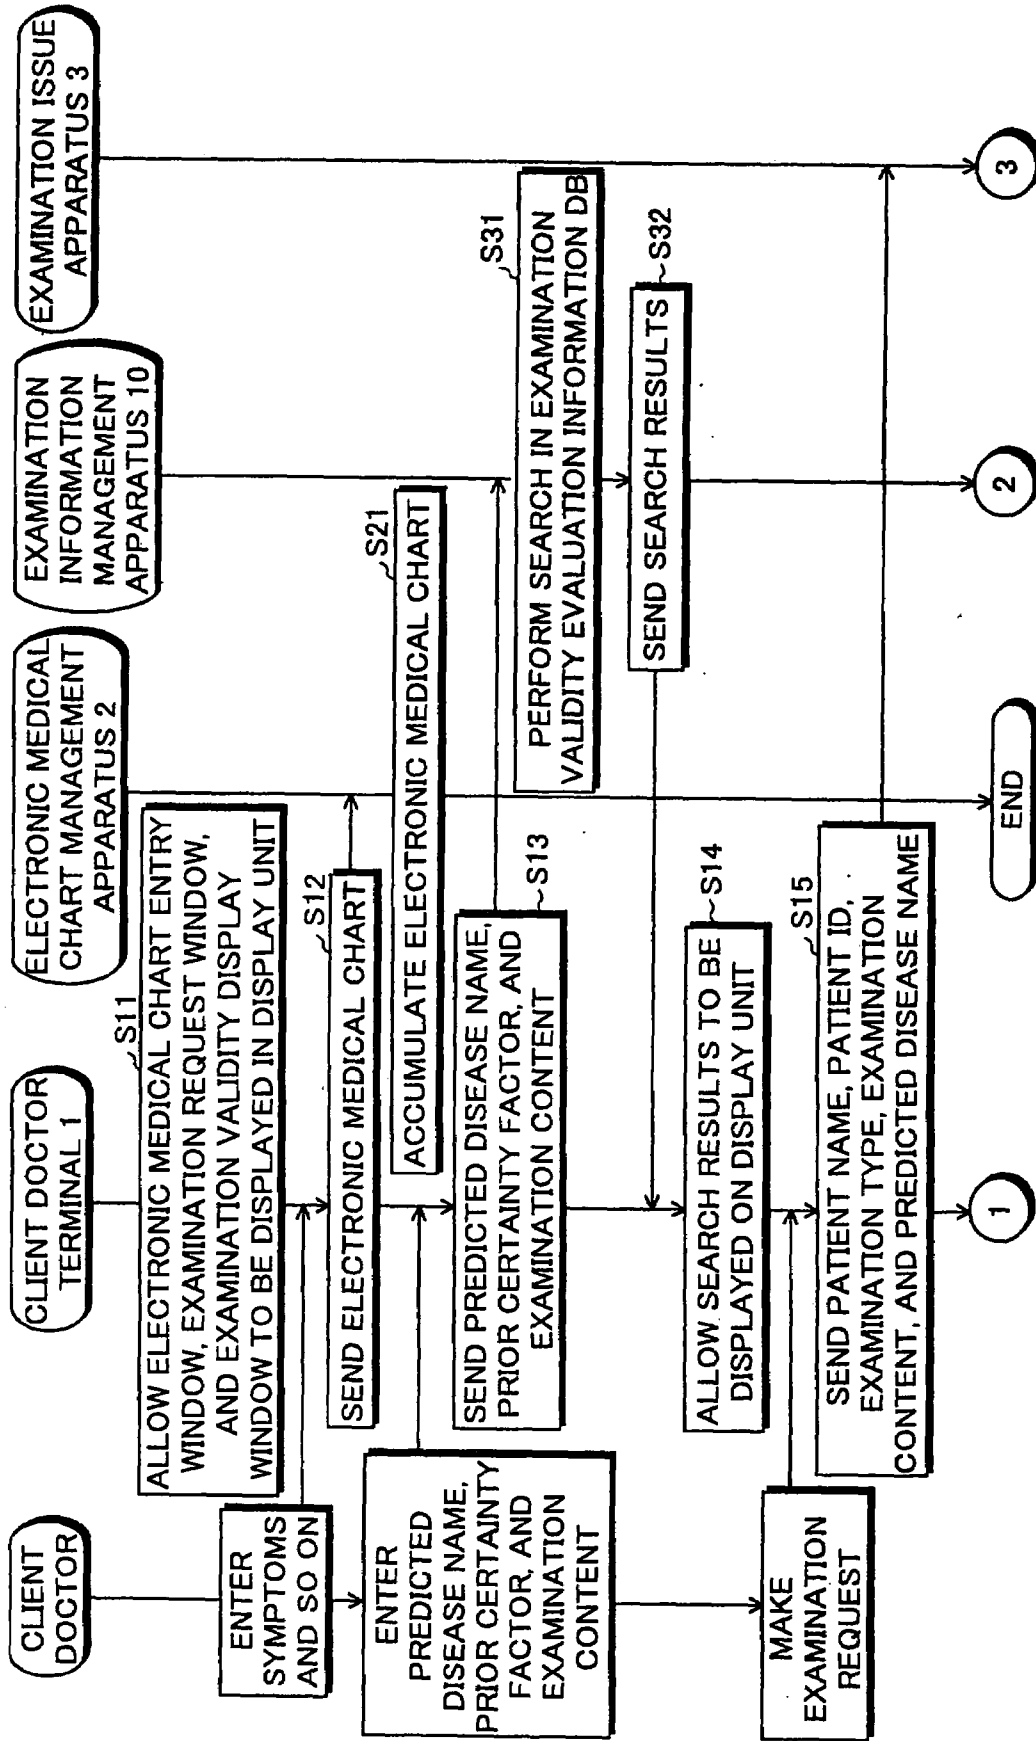 CLIENT
DOCTOR
ENTER
SYMPTOMS
AND SO ON
ENTER
PREDICTED
DISEASE NAME,
PRIOR CERTAINTY
FACTOR, AND
EXAMINATION
CONTENT
MAKE
EXAMINATION
REQUEST
CLIENT DOCTOR
TERMINAL 1
S11
ALLOW ELECTRONIC MEDICAL CHART ENTRY
WINDOW, EXAMINATION REQUEST WINDOW,
AND EXAMINATION VALIDITY DISPLAY
WINDOW TO BE DISPLAYED IN DISPLAY UNIT
S12
SEND ELECTRONIC MEDICAL CHART
SEND PREDICTED DISEASE NAME,
PRIOR CERTAINTY FACTOR, AND
EXAMINATION CONTENT
S13
ALLOW SEARCH RESULTS TO BE
DISPLAYED ON DISPLAY UNIT
S14
S15
SEND PATIENT NAME, PATIENT ID,
EXAMINATION TYPE, EXAMINATION
CONTENT, AND PREDICTED DISEASE NAME
1
ELECTRONIC MEDICAL
CHART MANAGEMENT
APPARATUS 2
S21
ACCUMULATE ELECTRONIC MEDICAL CHART
END
EXAMINATION
INFORMATION
MANAGEMENT
APPARATUS 10
S31
PERFORM SEARCH IN EXAMINATION
VALIDITY EVALUATION INFORMATION DB
SEND SEARCH RESULTS
S32
2
EXAMINATION ISSUE
APPARATUS 3
3